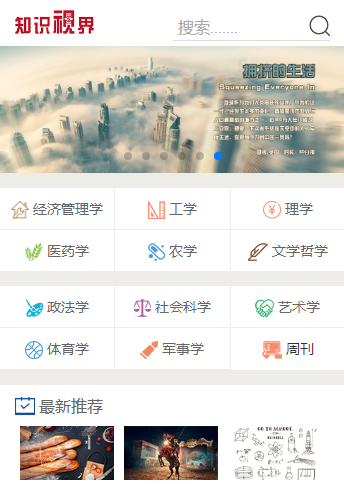 知识视界
搜索.......
拥挤的生活
Squeezing Everyone In
经济管理学
工学
理学
医药学
农学
文学哲学
政法学
社会科学
艺术学
体育学
军事学
周刊
最新推荐
GO TO SCHOOL